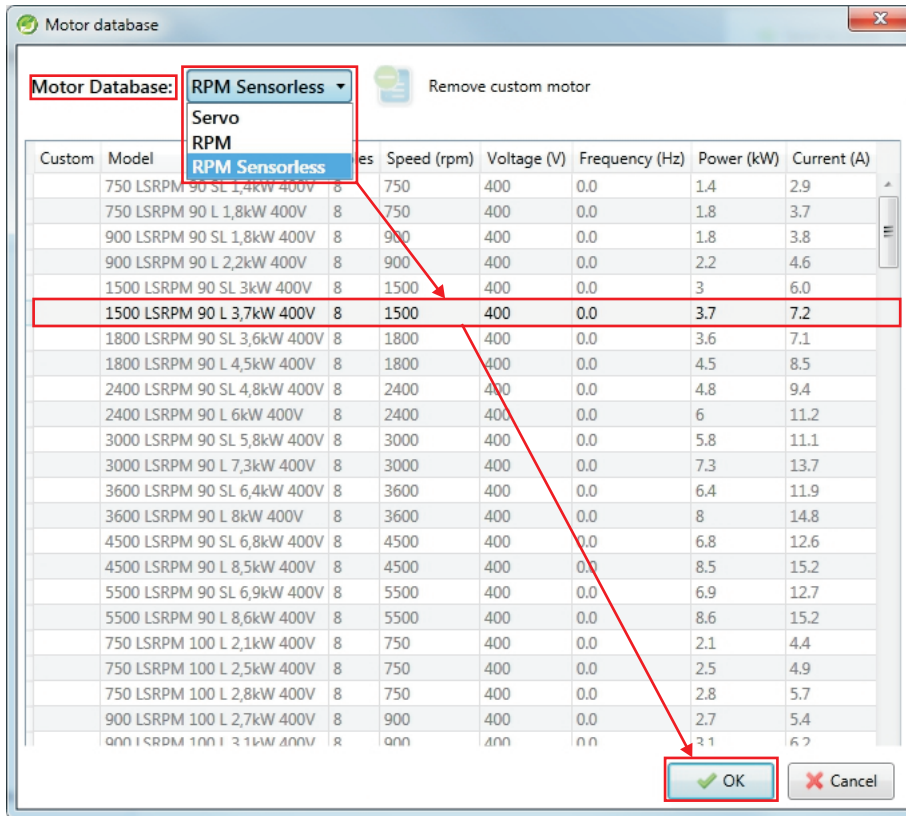 Motor database
Motor Database: RPM Sensorless Remove custom motor
Servo
RPM
RPM Sensorless
Custom Model es Speed (rpm) Voltage (V) Frequency (Hz) Power (kW) Current (A)
750 LSRPM 90 SL 1,4kW 400V 8 750 400 0.0 1.4 2.9
750 LSRPM 90 L 1,8kW 400V 8 750 400 0.0 1.8 3.7
900 LSRPM 90 SL 1,8kW 400V 8 900 400 0.0 1.8 3.8
900 LSRPM 90 L 2,2kW 400V 8 900 400 0.0 2.2 4.6
1500 LSRPM 90 SL 3kW 400V 8 1500 400 0.0 3 6.0
1500 LSRPM 90 L 3,7kW 400V 8 1500 400 0.0 3.7 7.2
1800 LSRPM 90 SL 3,6kW 400V 8 1800 400 0.0 3.6 7.1
1800 LSRPM 90 L 4,5kW 400V 8 1800 400 0.0 4.5 8.5
2400 LSRPM 90 SL 4,8kW 400V 8 2400 400 0.0 4.8 9.4
2400 LSRPM 90 L 6kW 400V 8 2400 400 0.0 6 11.2
3000 LSRPM 90 SL 5,8kW 400V 8 3000 400 0.0 5.8 11.1
3000 LSRPM 90 L 7,3kW 400V 8 3000 400 0.0 7.3 13.7
3600 LSRPM 90 SL 6,4kW 400V 8 3600 400 0.0 6.4 11.9
3600 LSRPM 90 L 8kW 400V 8 3600 400 0.0 8 14.8
4500 LSRPM 90 SL 6,8kW 400V 8 4500 400 0.0 6.8 12.6
4500 LSRPM 90 L 8,5kW 400V 8 4500 400 0.0 8.5 15.2
5500 LSRPM 90 SL 6,9kW 400V 8 5500 400 0.0 6.9 12.7
5500 LSRPM 90 L 8,6kW 400V 8 5500 400 0.0 8.6 15.2
750 LSRPM 100 L 2,1kW 400V 8 750 400 0.0 2.1 4.4
750 LSRPM 100 L 2,5kW 400V 8 750 400 0.0 2.5 4.9
750 LSRPM 100 L 2,8kW 400V 8 750 400 0.0 2.8 5.7
900 LSRPM 100 L 2,7kW 400V 8 900 400 0.0 2.7 5.4
900 LSRPM 100 L 3,1kW 400V 8 900 400 0.0 3.1 6.2
OK Cancel